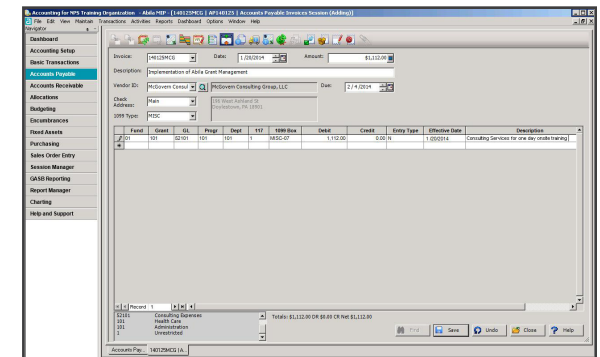 Accounting for NPS Training Organization - Abila MIP - [140125MCG | AP140125 | Accounts Payable Invoices Session (Adding)]
File Edit View Maintain Transactions Activities Reports Dashboard Options Window Help
Navigator
Dashboard
Accounting Setup
Basic Transactions
Accounts Payable
Accounts Receivable
Allocations
Budgeting
Encumbrances
Fixed Assets
Purchasing
Sales Order Entry
Session Manager
GASB Reporting
Report Manager
Charting
Help and Support
Invoice: 140125MCG Date: 1/20/2014 Amount: $1,112.00
Description: Implementation of Abila Grant Management
Vendor ID: McGovern Consul McGovern Consulting Group, LLC Due: 2/4/2014
Check Address: Main
Doylestown, PA 18901
1099 Type: MISC
Fund Grant GL Progr Dept 117 1099 Box Debit Credit Entry Type Effective Date Description
01 101 62101 101 101 1 MISC-07 1,112.00 0.00 N 1/20/2014 Consulting Services for one day onsite training
Record 1
62101 Consulting Expenses
101 Health Care
101 Administration
1 Unrestricted
Totals: $1,112.00 DR $0.00 CR Net $1,112.00
Find Save Undo Close Help
Accounts Pay... 140125MCG | A...